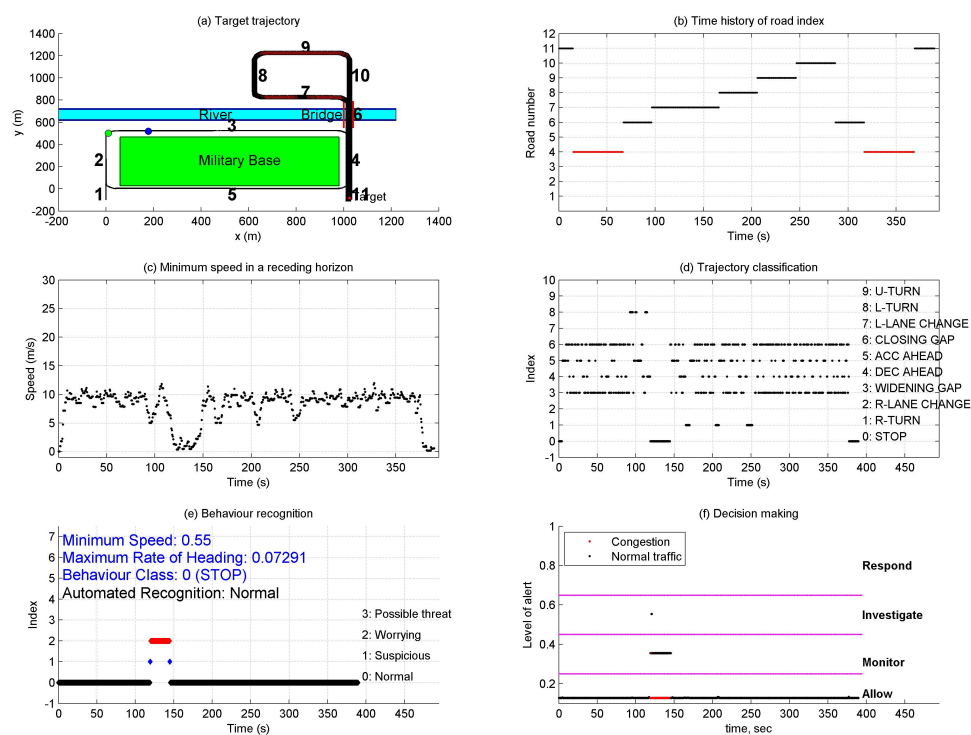 (a) Target trajectory
1400
1200
1000
800
600
400
200
0
-200
y (m)
9
8
10
7
River
Bridge
6
3
2
Military Base
4
1
5
11
Target
-200 0 200 400 600 800 1000 1200 1400
x (m)
(b) Time history of road index
12
11
10
9
8
7
6
5
4
3
2
1
Road number
0 50 100 150 200 250 300 350
Time (s)
(c) Minimum speed in a receding horizon
30
25
20
15
10
5
0
Speed (m/s)
0 50 100 150 200 250 300 350
Time (s)
(d) Trajectory classification
10
9
8
7
6
5
4
3
2
1
0
-1
Index
9: U-TURN
8: L-TURN
7: L-LANE CHANGE
6: CLOSING GAP
5: ACC AHEAD
4: DEC AHEAD
3: WIDENING GAP
2: R-LANE CHANGE
1: R-TURN
0: STOP
0 50 100 150 200 250 300 350 400 450
Time (s)
(e) Behaviour recognition
7
6
5
4
3
2
1
0
-1
Index
Minimum Speed: 0.55
Maximum Rate of Heading: 0.07291
Behaviour Class: 0 (STOP)
Automated Recognition: Normal
3: Possible threat
2: Worrying
1: Suspicious
0: Normal
0 50 100 150 200 250 300 350 400 450
Time (s)
(f) Decision making
1
0.8
0.6
0.4
0.2
Level of alert
Congestion
Normal traffic
Respond
Investigate
Monitor
Allow
0 50 100 150 200 250 300 350 400 450
time, sec